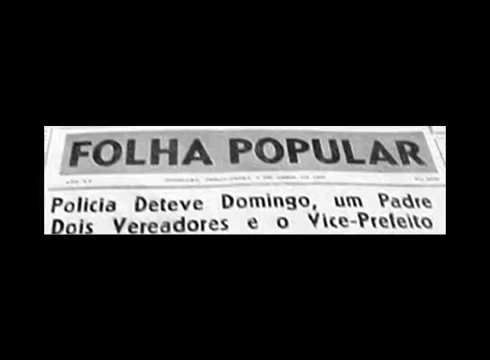 FOLHA POPULAR
Policia Deteve Domingo, um Padre
Dois Vereadores e o Vice-Prefeito